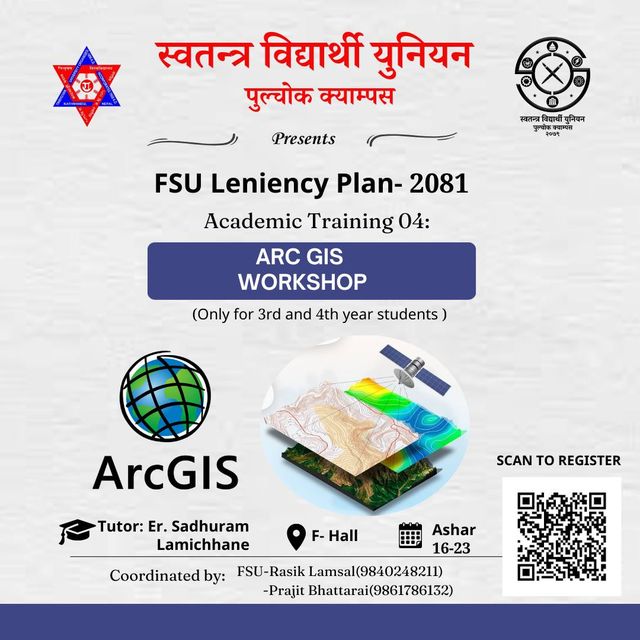 स्वतन्त्र विद्यार्थी युनियन
पुल्चोक क्याम्पस
स्वतन्त्र विद्यार्थी युनियन
पुल्चोक क्याम्पस
२०७९
Presents
FSU Leniency Plan- 2081
Academic Training 04:
ARC GIS
WORKSHOP
(Only for 3rd and 4th year students )
ArcGIS
SCAN TO REGISTER
Tutor: Er. Sadhuram
Lamichhane
F- Hall
Ashar
16-23
Coordinated by:
FSU-Rasik Lamsal(9840248211)
-Prajit Bhattarai(9861786132)